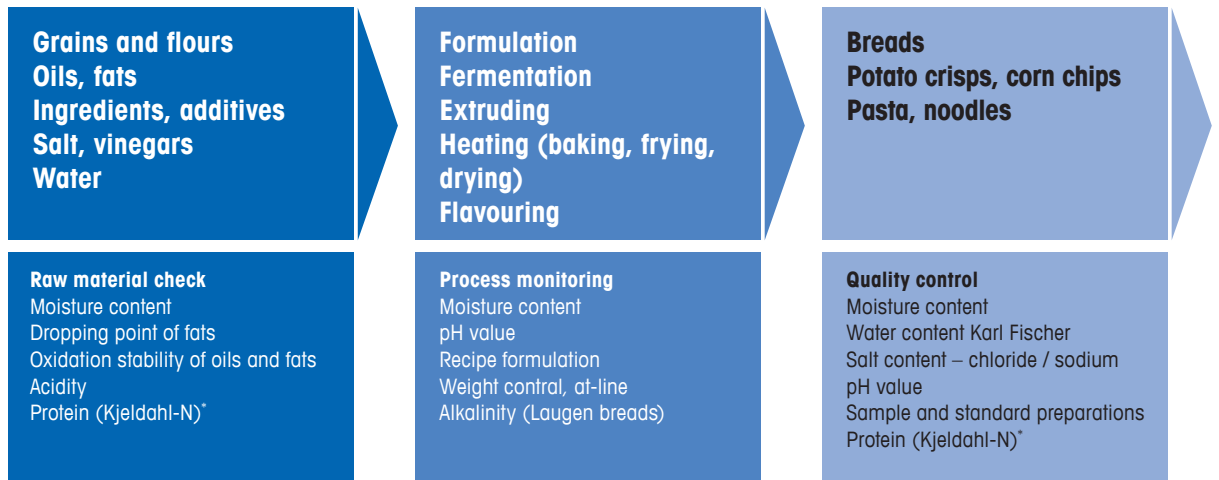 Grains and flours
Oils, fats
Ingredients, additives
Salt, vinegars
Water
Formulation
Fermentation
Extruding
Heating (baking, frying,
drying)
Flavouring
Breads
Potato crisps, corn chips
Pasta, noodles
Raw material check
Moisture content
Dropping point of fats
Oxidation stability of oils and fats
Acidity
Protein (Kjeldahl-N)*
Process monitoring
Moisture content
pH value
Recipe formulation
Weight contral, at-line
Alkalinity (Laugen breads)
Quality control
Moisture content
Water content Karl Fischer
Salt content – chloride / sodium
pH value
Sample and standard preparations
Protein (Kjeldahl-N)*